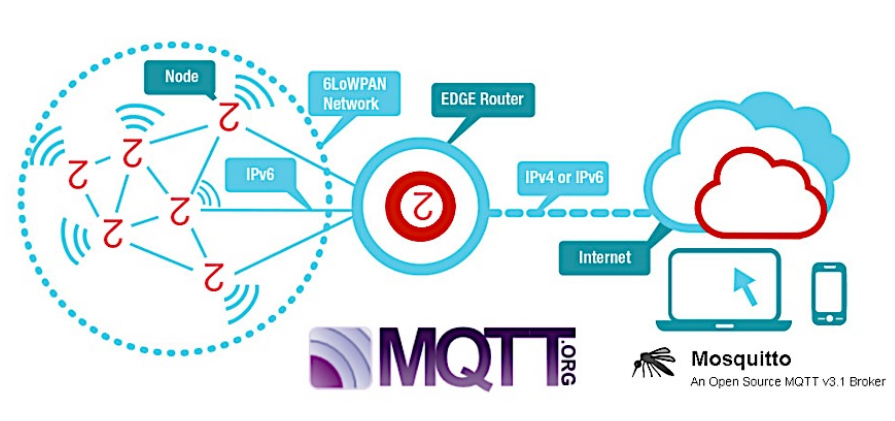 Node
6LoWPAN
Network
EDGE Router
IPv6
IPv4 or IPv6
Internet
MQTT.ORG
Mosquitto
An Open Source MQTT v3.1 Broker